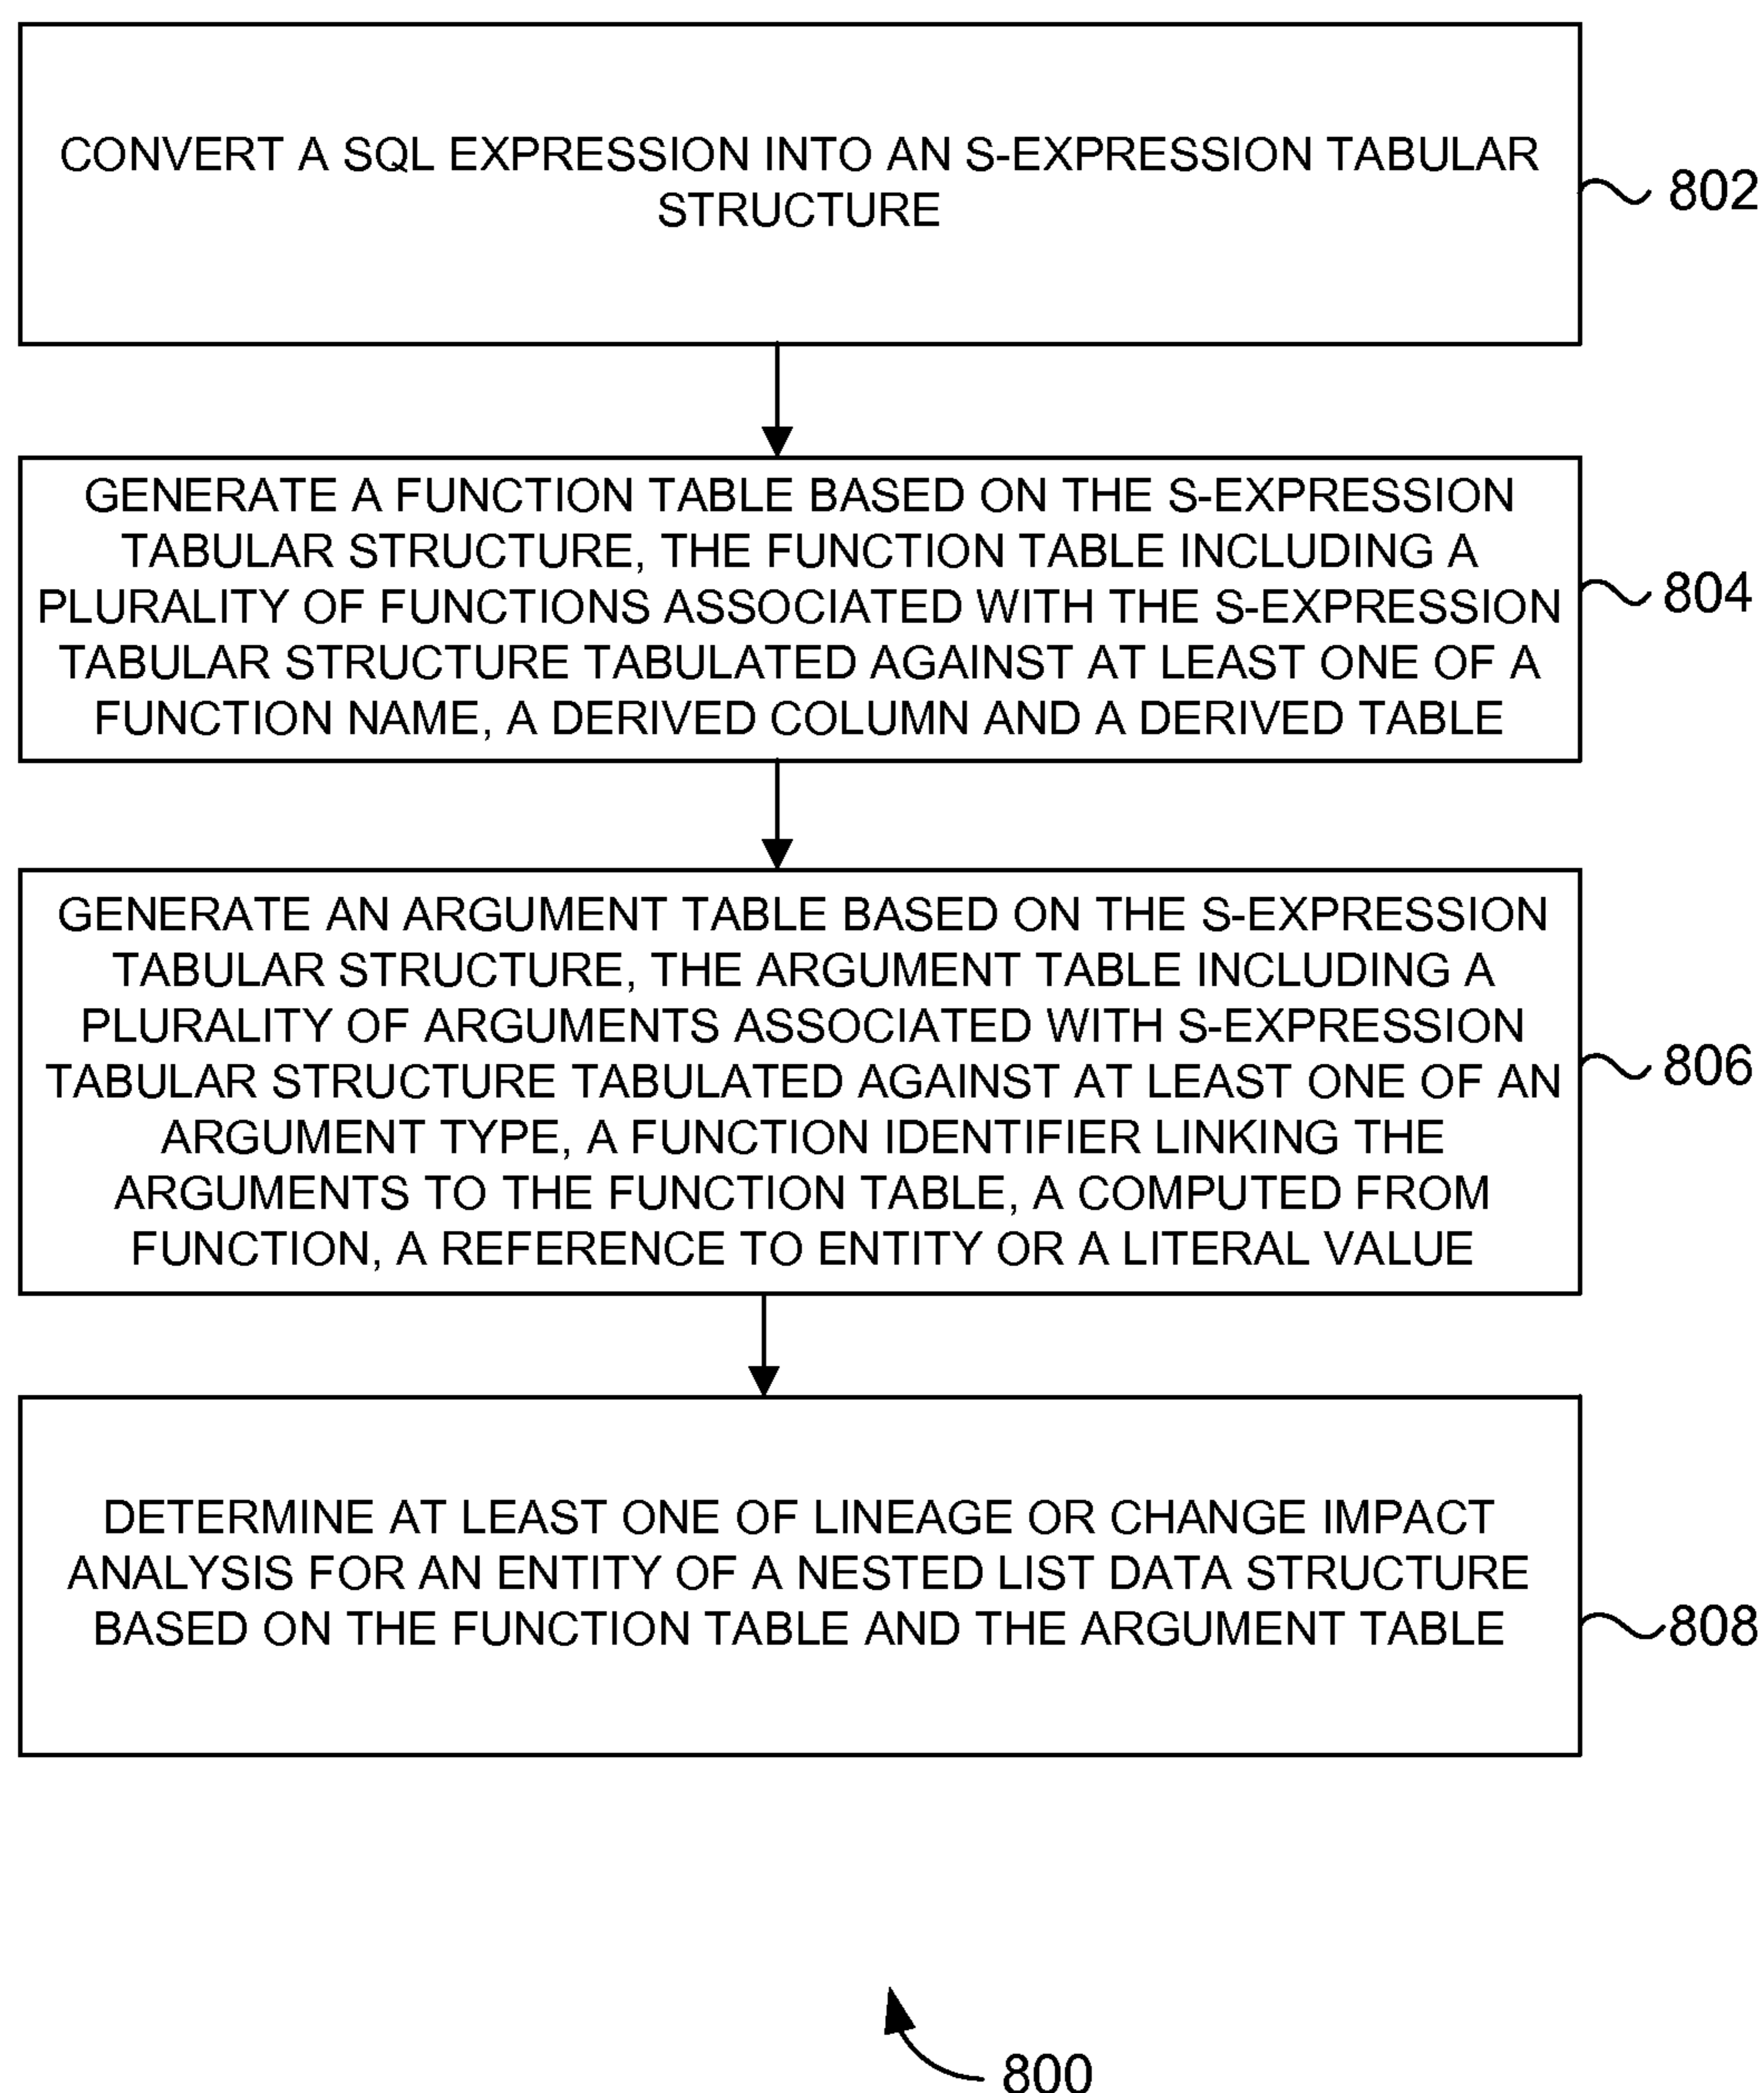 CONVERT A SQL EXPRESSION INTO AN S-EXPRESSION TABULAR
STRUCTURE
802
GENERATE A FUNCTION TABLE BASED ON THE S-EXPRESSION
TABULAR STRUCTURE, THE FUNCTION TABLE INCLUDING A
PLURALITY OF FUNCTIONS ASSOCIATED WITH THE S-EXPRESSION
TABULAR STRUCTURE TABULATED AGAINST AT LEAST ONE OF A
FUNCTION NAME, A DERIVED COLUMN AND A DERIVED TABLE
804
GENERATE AN ARGUMENT TABLE BASED ON THE S-EXPRESSION
TABULAR STRUCTURE, THE ARGUMENT TABLE INCLUDING A
PLURALITY OF ARGUMENTS ASSOCIATED WITH S-EXPRESSION
TABULAR STRUCTURE TABULATED AGAINST AT LEAST ONE OF AN
ARGUMENT TYPE, A FUNCTION IDENTIFIER LINKING THE
ARGUMENTS TO THE FUNCTION TABLE, A COMPUTED FROM
FUNCTION, A REFERENCE TO ENTITY OR A LITERAL VALUE
806
DETERMINE AT LEAST ONE OF LINEAGE OR CHANGE IMPACT
ANALYSIS FOR AN ENTITY OF A NESTED LIST DATA STRUCTURE
BASED ON THE FUNCTION TABLE AND THE ARGUMENT TABLE
808
800